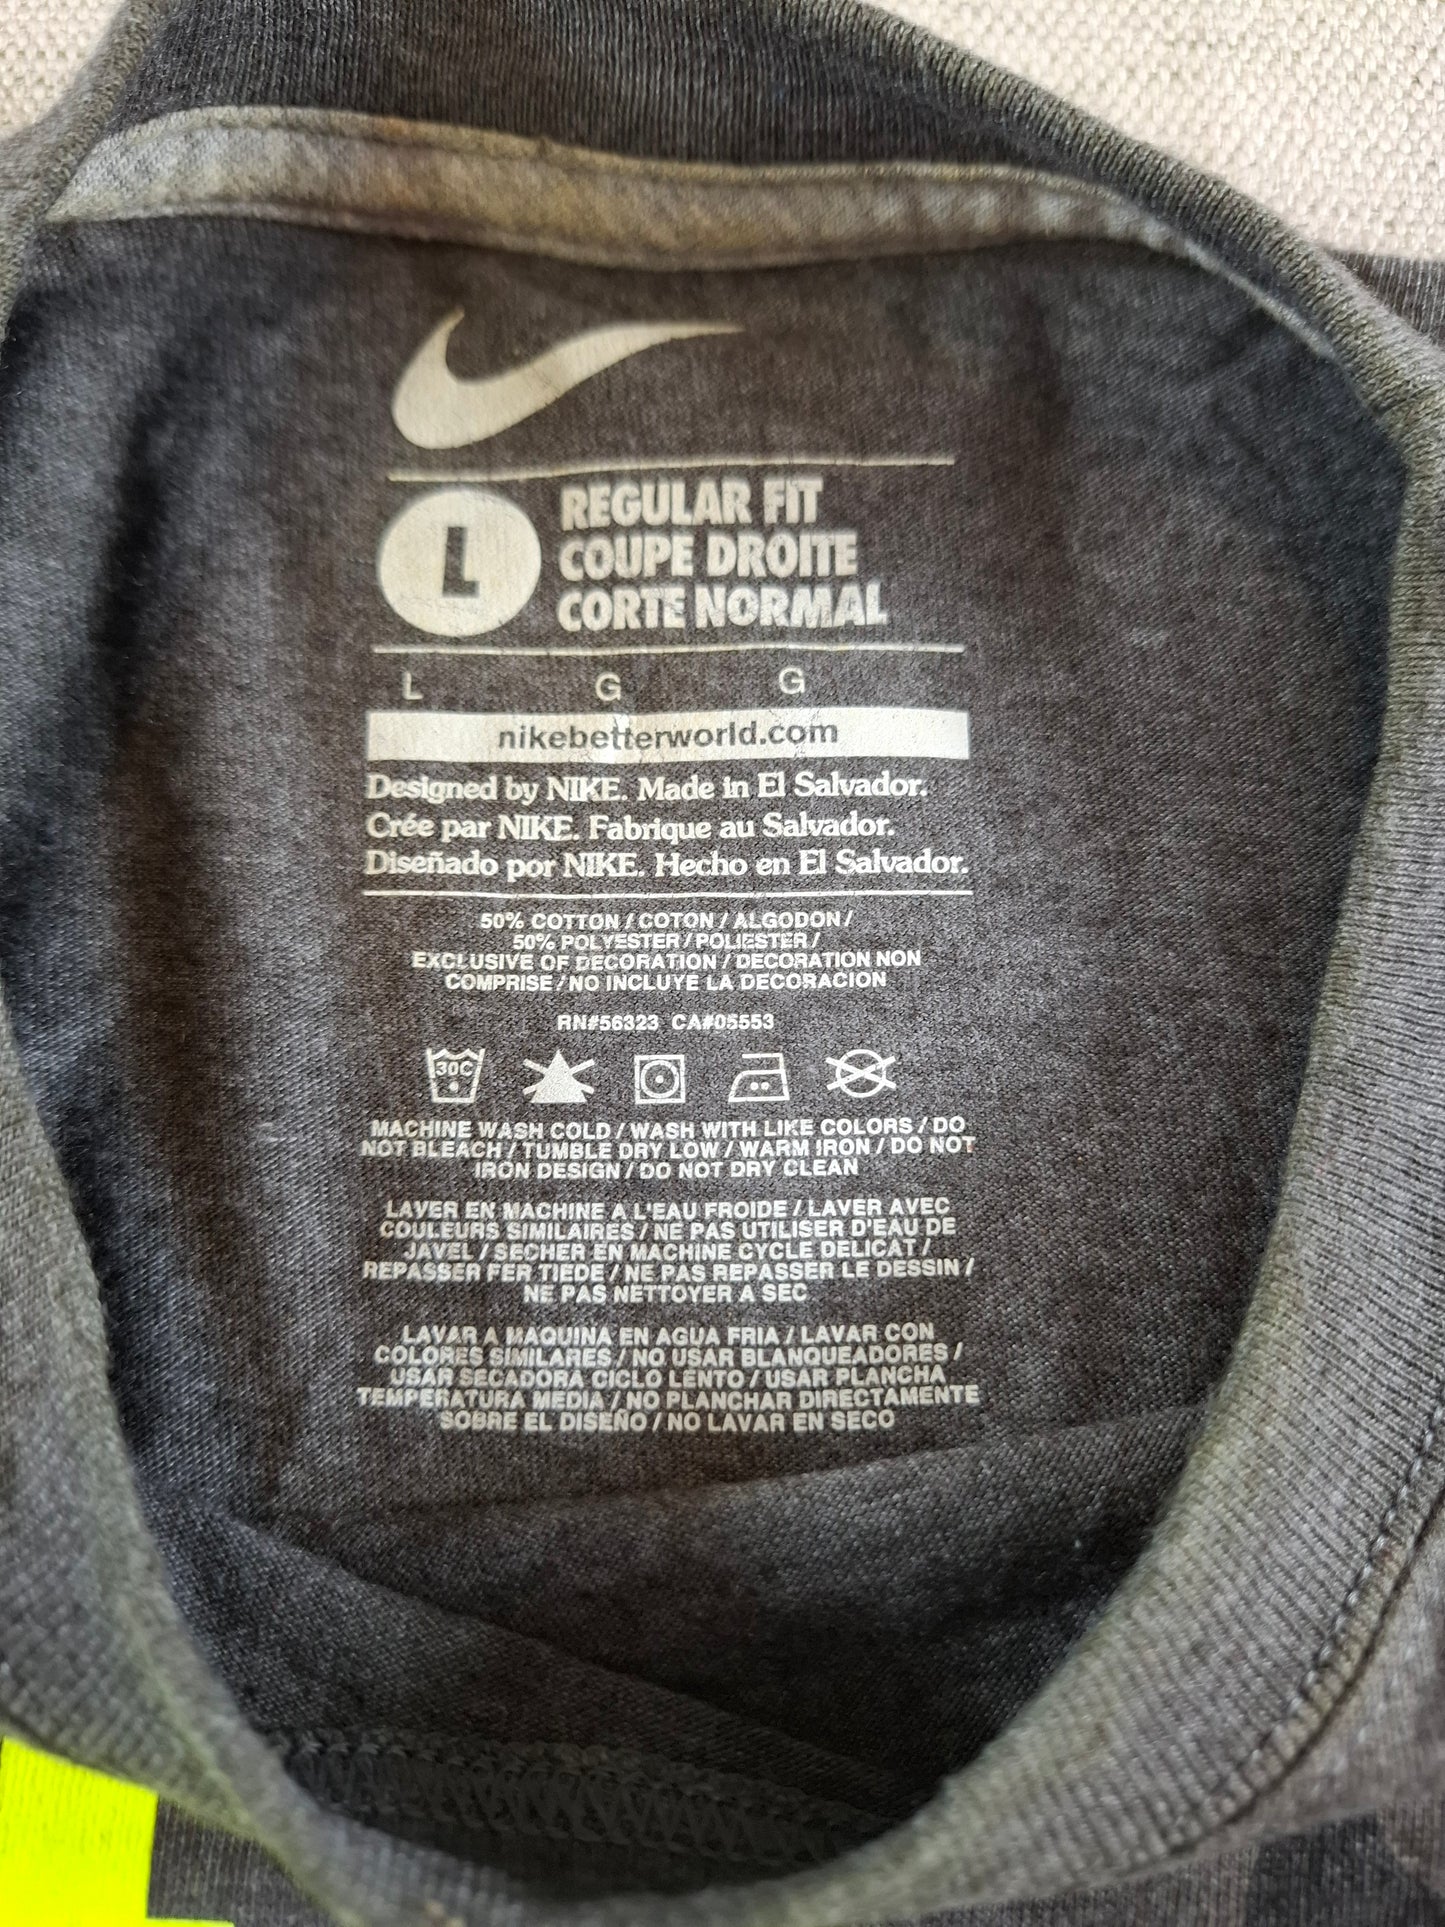 L
REGULAR FIT
COUPE DROITE
CORTE NORMAL
L G G
nikebetterworld.com
Designed by NIKE. Made in El Salvador.
Crée par NIKE. Fabrique au Salvador.
Diseñado por NIKE. Hecho en El Salvador.
50% COTTON / COTON / ALGODON /
50% POLYESTER / POLIESTER /
EXCLUSIVE OF DECORATION / DECORATION NON
COMPRISE / NO INCLUYE LA DECORACION
RN#56323 CA#05553
30C
MACHINE WASH COLD / WASH WITH LIKE COLORS / DO
NOT BLEACH / TUMBLE DRY LOW / WARM IRON / DO NOT
IRON DESIGN / DO NOT DRY CLEAN
LAVER EN MACHINE A L'EAU FROIDE / LAVER AVEC
COULEURS SIMILAIRES / NE PAS UTILISER D'EAU DE
JAVEL / SECHER EN MACHINE CYCLE DELICAT /
REPASSER FER TIEDE / NE PAS REPASSER LE DESSIN /
NE PAS NETTOYER A SEC
LAVAR A MAQUINA EN AGUA FRIA / LAVAR CON
COLORES SIMILARES / NO USAR BLANQUEADORES /
USAR SECADORA CICLO LENTO / USAR PLANCHA
TEMPERATURA MEDIA / NO PLANCHAR DIRECTAMENTE
SOBRE EL DISEÑO / NO LAVAR EN SECO